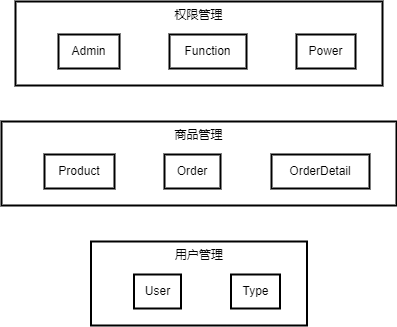 权限管理
Admin Function Power
商品管理
Product Order OrderDetail
用户管理
User Type